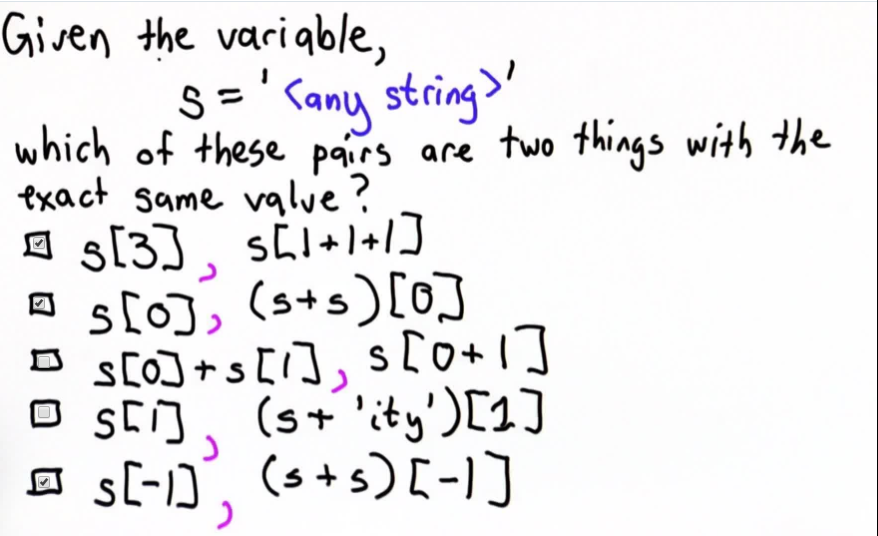 Given the variable,
s = '<any string>'
which of these pairs are two things with the
exact same value?
s[3], s[1+1+1]
s[0], (s+s)[0]
s[0]+s[1], s[0+1]
s[1], (s+'ity')[1]
s[-1], (s+s)[-1]